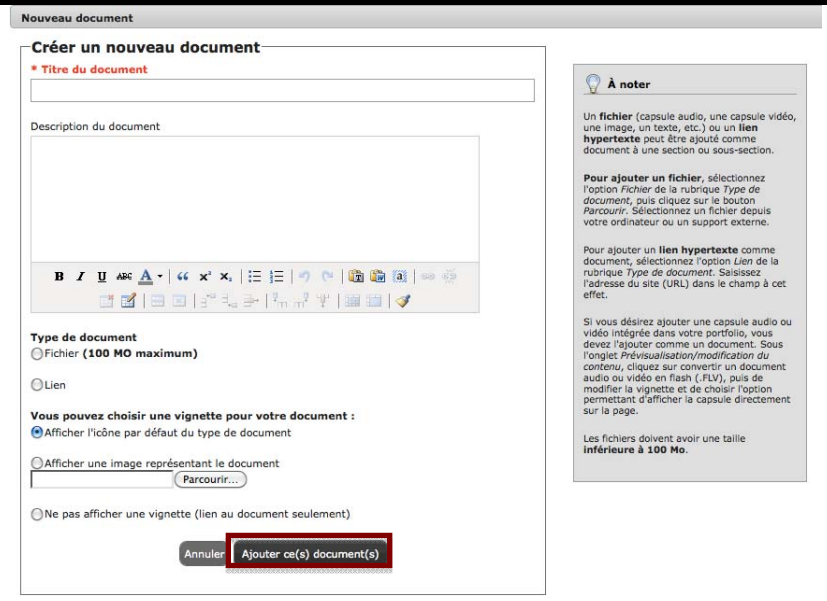 Nouveau document
Créer un nouveau document
* Titre du document
Description du document
B I U ABC A “ x² x, a
Type de document
Fichier (100 MO maximum)
Lien
Vous pouvez choisir une vignette pour votre document :
Afficher l'icône par défaut du type de document
Afficher une image représentant le document
Parcourir...
Ne pas afficher une vignette (lien au document seulement)
Annuler Ajouter ce(s) document(s)
À noter
Un fichier (capsule audio, une capsule vidéo,
une image, un texte, etc.) ou un lien
hypertexte peut être ajouté comme
document à une section ou sous-section.
Pour ajouter un fichier, sélectionnez
l'option Fichier de la rubrique Type de
document, puis cliquez sur le bouton
Parcourir. Sélectionnez un fichier depuis
votre ordinateur ou un support externe.
Pour ajouter un lien hypertexte comme
document, sélectionnez l'option Lien de la
rubrique Type de document. Saisissez
l'adresse du site (URL) dans le champ à cet
effet.
Si vous désirez ajouter une capsule audio ou
vidéo intégrée dans votre portfolio, vous
devez l'ajouter comme un document. Sous
l'onglet Prévisualisation/modification du
contenu, cliquez sur convertir un document
audio ou vidéo en flash (.FLV), puis de
modifier la vignette et de choisir l'option
permettant d'afficher la capsule directement
sur la page.
Les fichiers doivent avoir une taille
inférieure à 100 Mo.